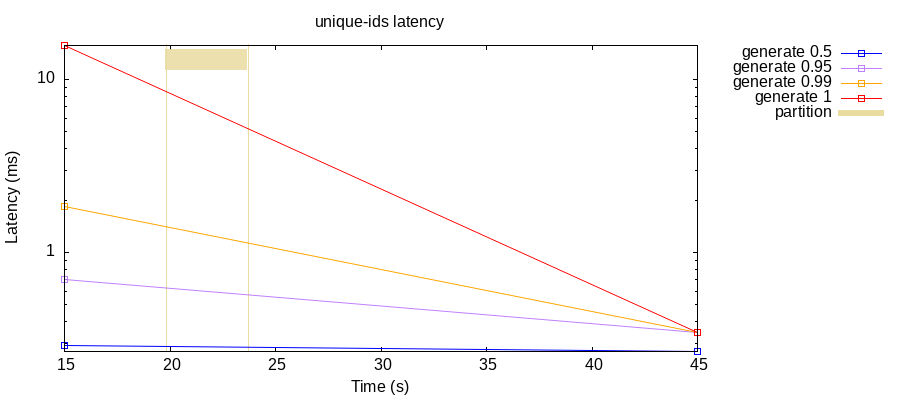 unique-ids latency
generate 0.5
generate 0.95
generate 0.99
generate 1
partition
Latency (ms)
10
1
15 20 25 30 35 40 45
Time (s)